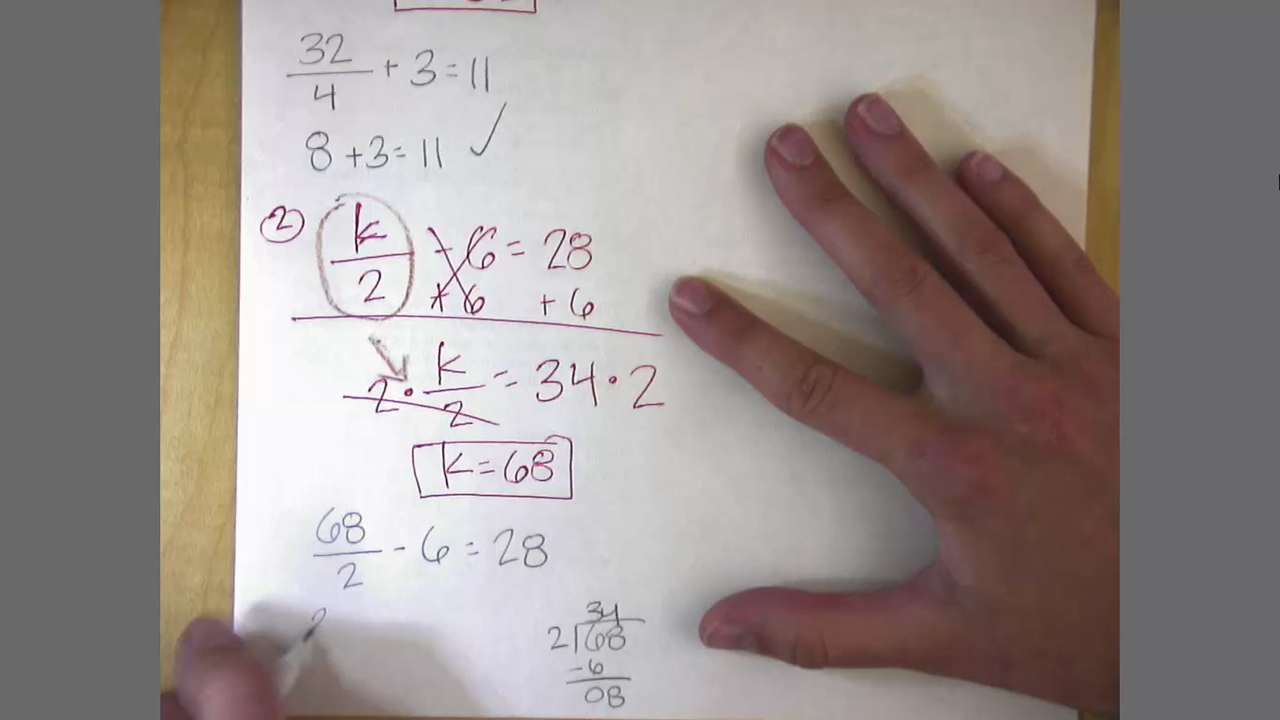 32/4 + 3 = 11
8 + 3 = 11 ✓
② k/2 - 6 = 28
+ 6 + 6
2 · k/2 = 34 · 2
k = 68
68/2 - 6 = 28
34
2 68
- 6
08